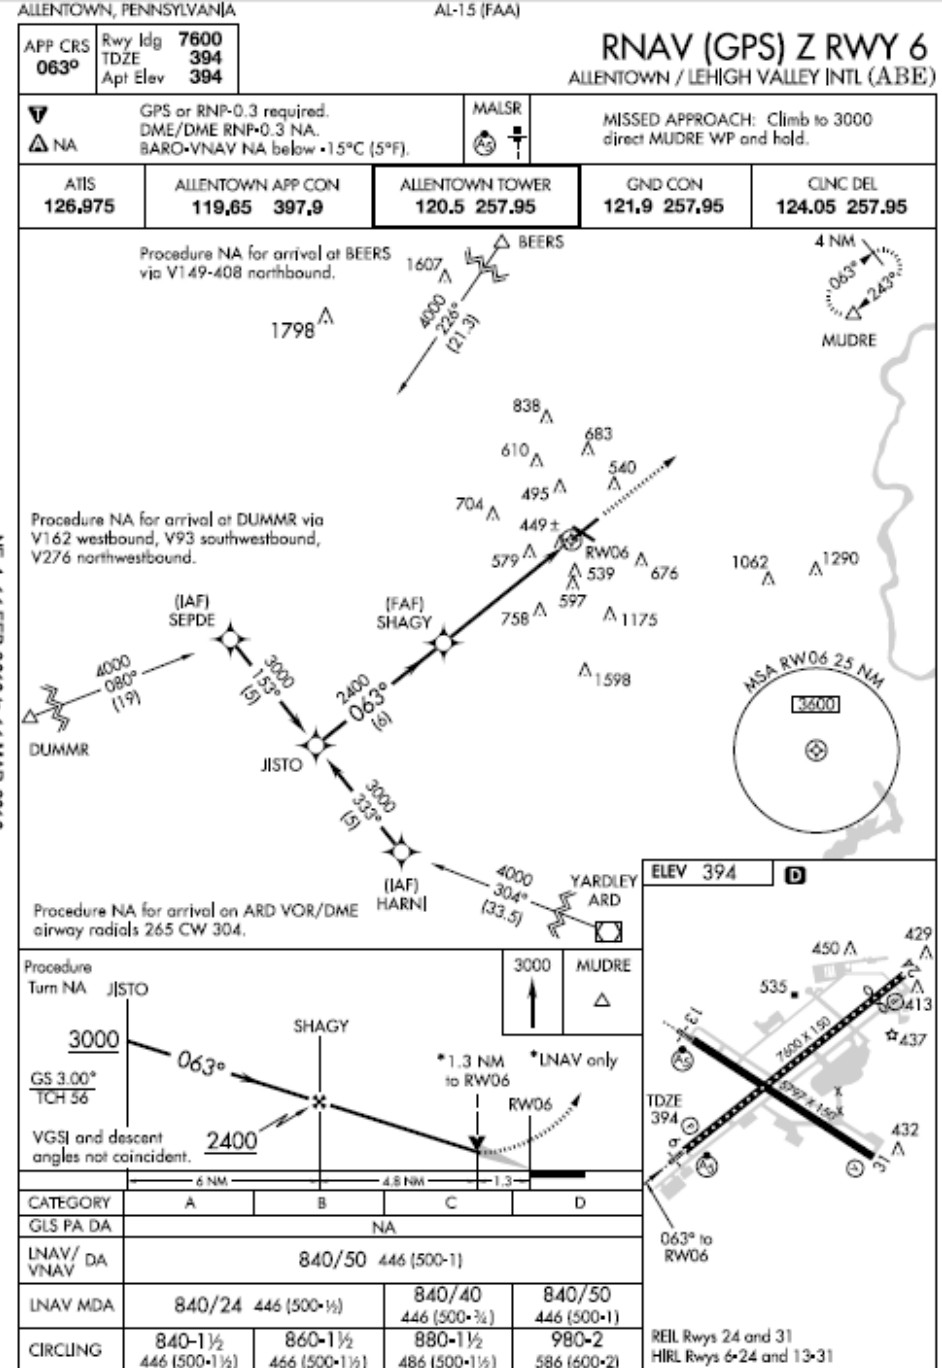 ALLENTOWN, PENNSYLVANIA
AL-15 (FAA)
APP CRS
063°
Rwy ldg 7600
TDZE 394
Apt Elev 394
RNAV (GPS) Z RWY 6
ALLENTOWN / LEHIGH VALLEY INTL (ABE)
T
A NA
GPS or RNP-0.3 required.
DME/DME RNP-0.3 NA.
BARO-VNAV NA below -15°C (5°F).
MALSR
A5
MISSED APPROACH: Climb to 3000
direct MUDRE WP and hold.
ATIS
126.975
ALLENTOWN APP CON
119.65 397.9
ALLENTOWN TOWER
120.5 257.95
GND CON
121.9 257.95
CLNC DEL
124.05 257.95
Procedure NA for arrival at BEERS
via V149-408 northbound.
BEERS
1607
4000
226°
(21.3)
1798
4 NM
063°
243°
MUDRE
838
683
610
540
495
704
449±
579
RW06
539
676
597
758
1175
1062
1290
1598
Procedure NA for arrival at DUMMR via
V162 westbound, V93 southwestbound,
V276 northwestbound.
(IAF)
SEPDE
(FAF)
SHAGY
4000
080°
(19)
DUMMR
3000
153°
(5)
2400
063°
(6)
JISTO
3000
333°
(5)
(IAF)
HARNI
4000
304°
(33.5)
YARDLEY
ARD
MSA RW06 25 NM
3600
Procedure NA for arrival on ARD VOR/DME
airway radials 265 CW 304.
ELEV 394
D
450
429
535
413
437
432
13
31
24
6
7600 X 150
5797 X 150
A5
A5
P
P
V
TDZE
394
063° to
RW06
REIL Rwys 24 and 31
HIRL Rwys 6-24 and 13-31
Procedure
Turn NA
JISTO
3000
GS 3.00°
TCH 56
VGSI and descent
angles not coincident.
063°
SHAGY
2400
3000
MUDRE
*1.3 NM
to RW06
*LNAV only
RW06
6 NM
4.8 NM
1.3
CATEGORY A B C D
GLS PA DA NA
LNAV/
VNAV DA 840/50 446 (500-1)
LNAV MDA 840/24 446 (500-½) 840/40 446 (500-¾) 840/50 446 (500-1)
CIRCLING 840-1½ 860-1½ 880-1½ 980-2
446 (500-1½) 466 (500-1½) 486 (500-1½) 586 (600-2)